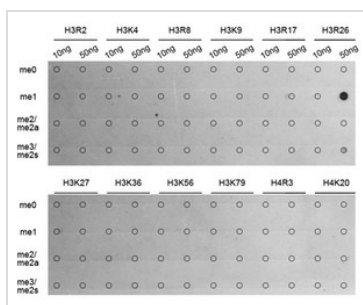 H3R2 H3K4 H3R8 H3K9 H3R17 H3R26
10ng 50ng 10ng 50ng 10ng 50ng 10ng 50ng 10ng 50ng 10ng 50ng
me0
me1
me2/
me2a
me3/
me2s
H3K27 H3K36 H3K56 H3K79 H4R3 H4K20
me0
me1
me2/
me2a
me3/
me2s